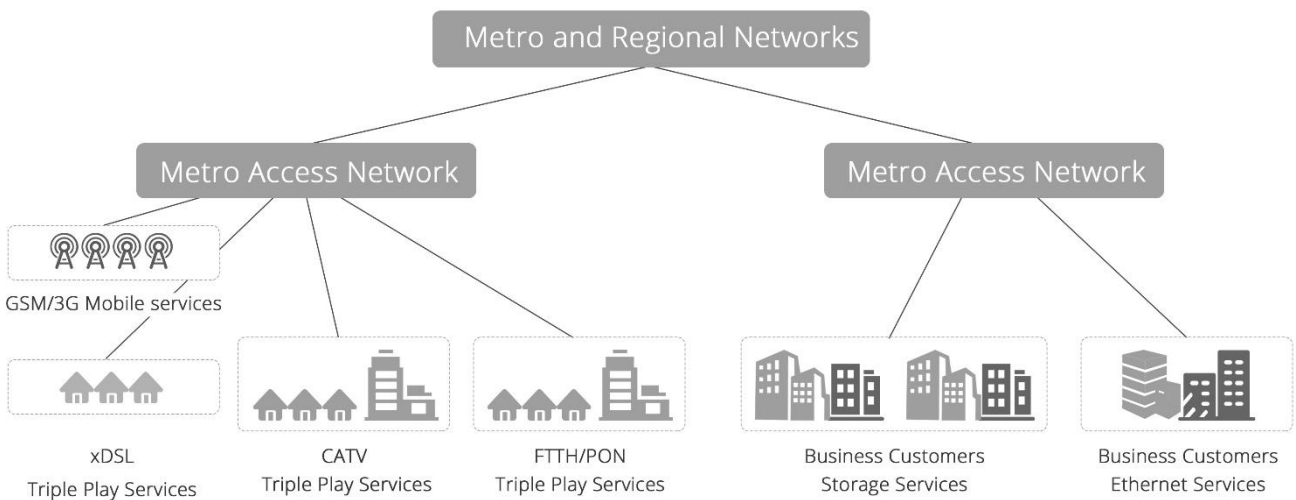 Metro and Regional Networks
Metro Access Network
Metro Access Network
GSM/3G Mobile services
xDSL
Triple Play Services
CATV
Triple Play Services
FTTH/PON
Triple Play Services
Business Customers
Storage Services
Business Customers
Ethernet Services